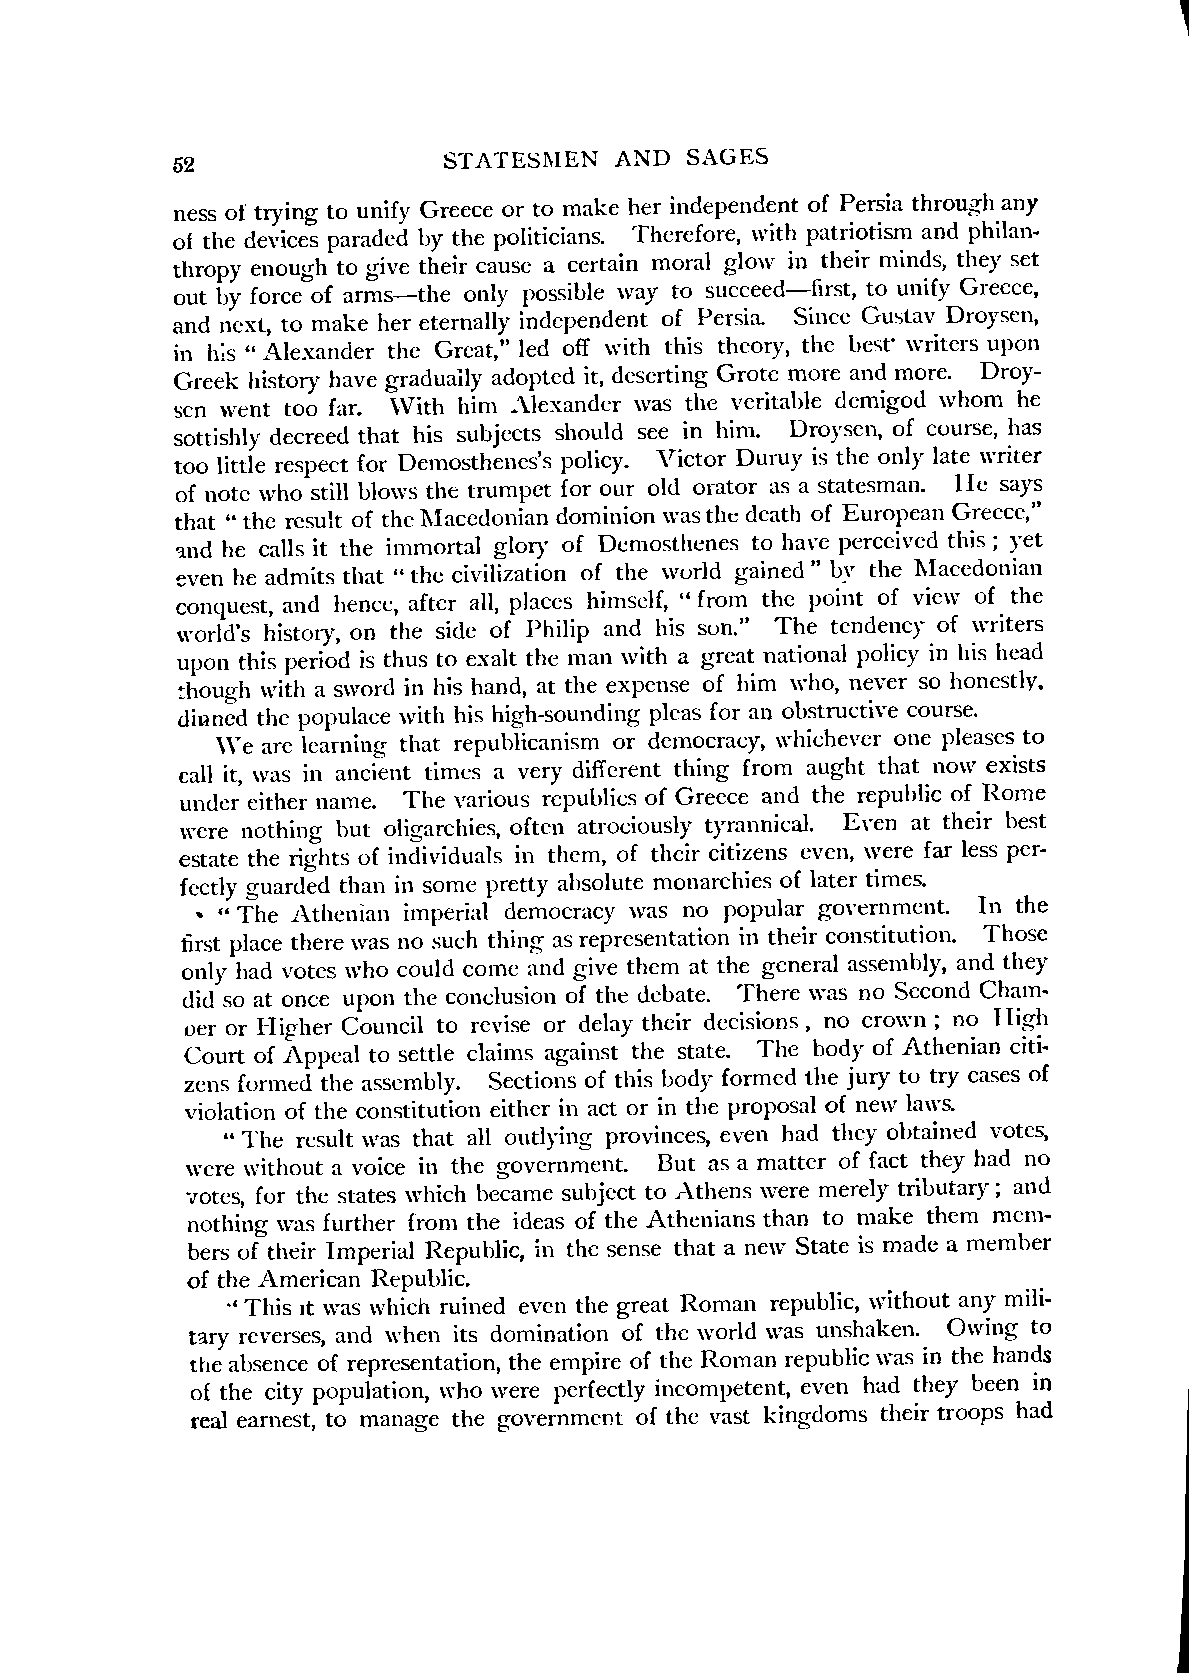 52 STATESMEN AND SAGES
ness of trying to unify Greece or to make her independent of Persia through any
of the devices paraded by the politicians. Therefore, with patriotism and philan-
thropy enough to give their cause a certain moral glow in their minds, they set
out by force of arms—the only possible way to succeed—first, to unify Greece,
and next, to make her eternally independent of Persia. Since Gustav Droysen,
in his “ Alexander the Great,” led off with this theory, the best writers upon
Greek history have gradually adopted it, deserting Grote more and more. Droy-
sen went too far. With him Alexander was the veritable demigod whom he
sottishly decreed that his subjects should see in him. Droysen, of course, has
too little respect for Demosthenes's policy. Victor Duruy is the only late writer
of note who still blows the trumpet for our old orator as a statesman. He says
that “ the result of the Macedonian dominion was the death of European Greece,”
and he calls it the immortal glory of Demosthenes to have perceived this ; yet
even he admits that “ the civilization of the world gained ” by the Macedonian
conquest, and hence, after all, places himself, “ from the point of view of the
world's history, on the side of Philip and his son.” The tendency of writers
upon this period is thus to exalt the man with a great national policy in his head
though with a sword in his hand, at the expense of him who, never so honestly,
dinned the populace with his high-sounding pleas for an obstructive course.
We are learning that republicanism or democracy, whichever one pleases to
call it, was in ancient times a very different thing from aught that now exists
under either name. The various republics of Greece and the republic of Rome
were nothing but oligarchies, often atrociously tyrannical. Even at their best
estate the rights of individuals in them, of their citizens even, were far less per-
fectly guarded than in some pretty absolute monarchies of later times.
“ The Athenian imperial democracy was no popular government. In the
first place there was no such thing as representation in their constitution. Those
only had votes who could come and give them at the general assembly, and they
did so at once upon the conclusion of the debate. There was no Second Cham-
ber or Higher Council to revise or delay their decisions , no crown ; no High
Court of Appeal to settle claims against the state. The body of Athenian citi-
zens formed the assembly. Sections of this body formed the jury to try cases of
violation of the constitution either in act or in the proposal of new laws.
“ The result was that all outlying provinces, even had they obtained votes,
were without a voice in the government. But as a matter of fact they had no
votes, for the states which became subject to Athens were merely tributary ; and
nothing was further from the ideas of the Athenians than to make them mem-
bers of their Imperial Republic, in the sense that a new State is made a member
of the American Republic.
“ This it was which ruined even the great Roman republic, without any mili-
tary reverses, and when its domination of the world was unshaken. Owing to
the absence of representation, the empire of the Roman republic was in the hands
of the city population, who were perfectly incompetent, even had they been in
real earnest, to manage the government of the vast kingdoms their troops had